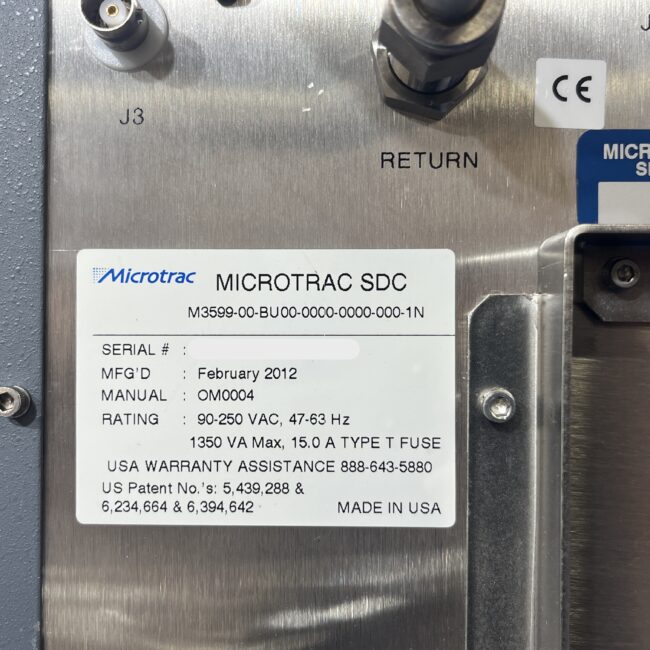 J3
CE
RETURN
Microtrac MICROTRAC SDC
M3599-00-BU00-0000-0000-000-1N
SERIAL # :
MFG'D : February 2012
MANUAL : OM0004
RATING : 90-250 VAC, 47-63 Hz
1350 VA Max, 15.0 A TYPE T FUSE
USA WARRANTY ASSISTANCE 888-643-5880
US Patent No.'s: 5,439,288 &
6,234,664 & 6,394,642 MADE IN USA